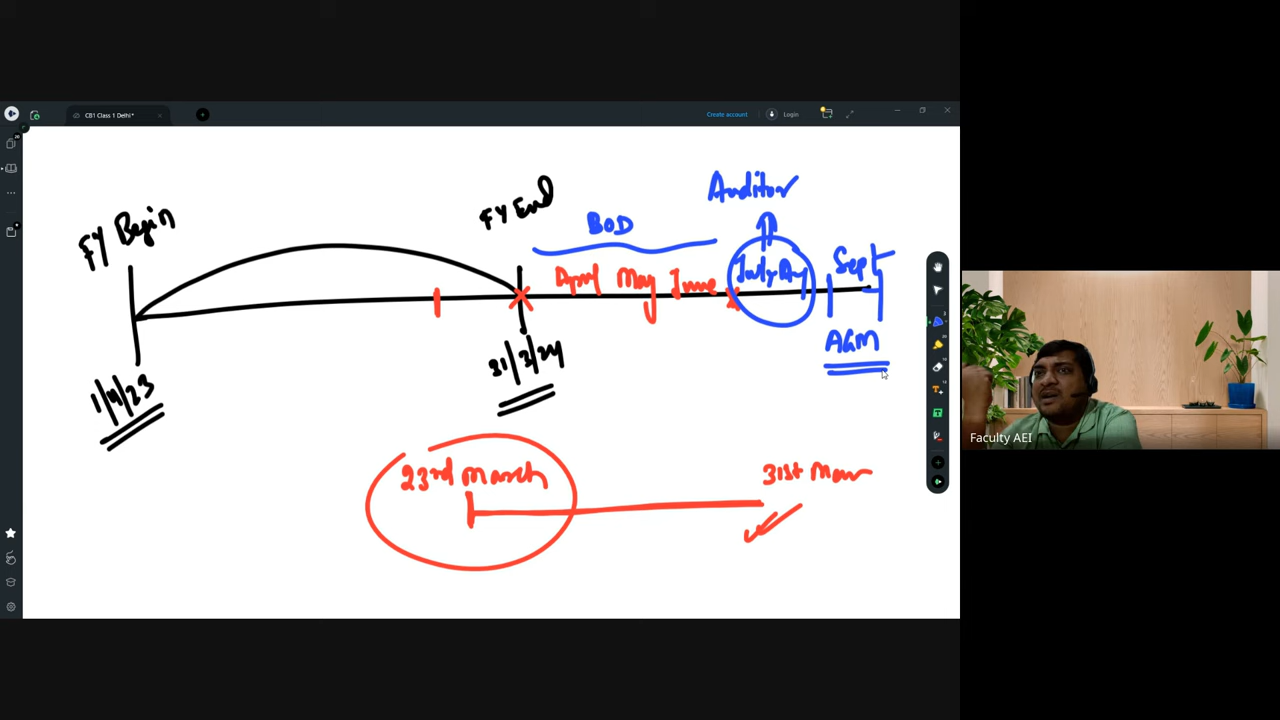 CB1 Class 1 Delhi*
Create account
Login
FY Begin
FY End
BOD
Auditor
April May June
July Aug
Sept
AGM
1/4/23
31/3/24
23rd March
31st Mar
Faculty AEI